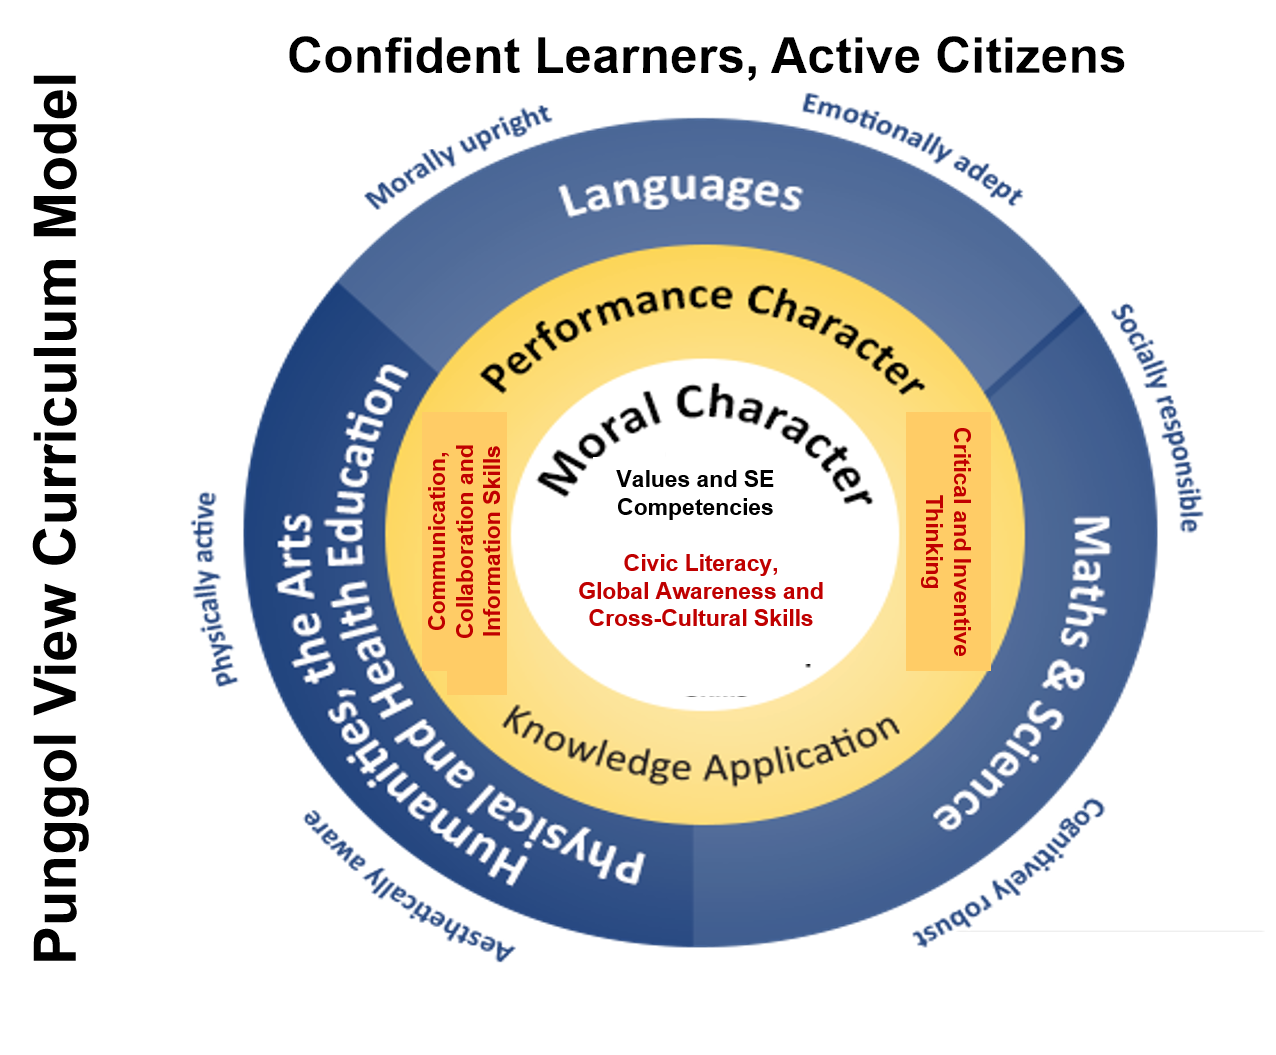 Confident Learners, Active Citizens
Punggol View Curriculum Model
Morally upright
Emotionally adept
Socially responsible
Cognitively robust
Aesthetically aware
Physically active
Languages
Maths & Science
Humanities, the Arts
Physical and Health Education
Performance Character
Knowledge Application
Communication,
Collaboration and
Information Skills
Critical and Inventive
Thinking
Moral Character
Values and SE
Competencies
Civic Literacy,
Global Awareness and
Cross-Cultural Skills